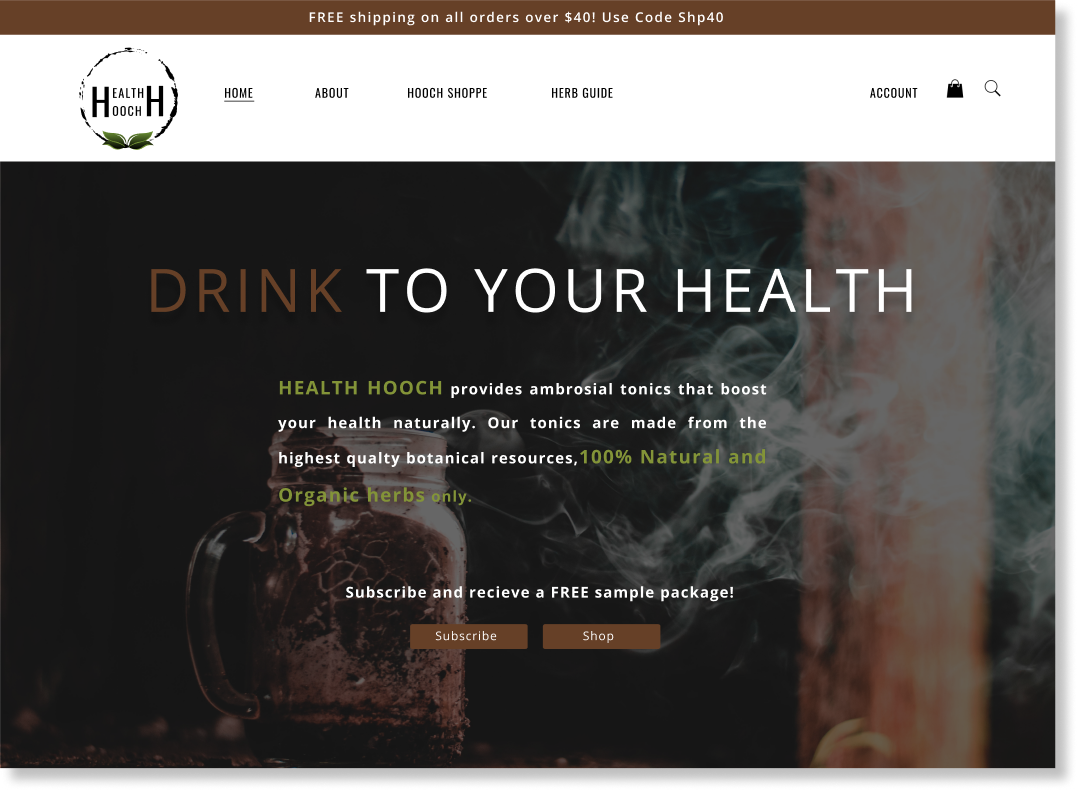 FREE shipping on all orders over $40! Use Code Shp40
HEALTH
HOOCH
H
HOME
ABOUT
HOOCH SHOPPE
HERB GUIDE
ACCOUNT
DRINK TO YOUR HEALTH
HEALTH HOOCH provides ambrosial tonics that boost
your health naturally. Our tonics are made from the
highest qualty botanical resources,100% Natural and
Organic herbs only.
Subscribe and recieve a FREE sample package!
Subscribe
Shop